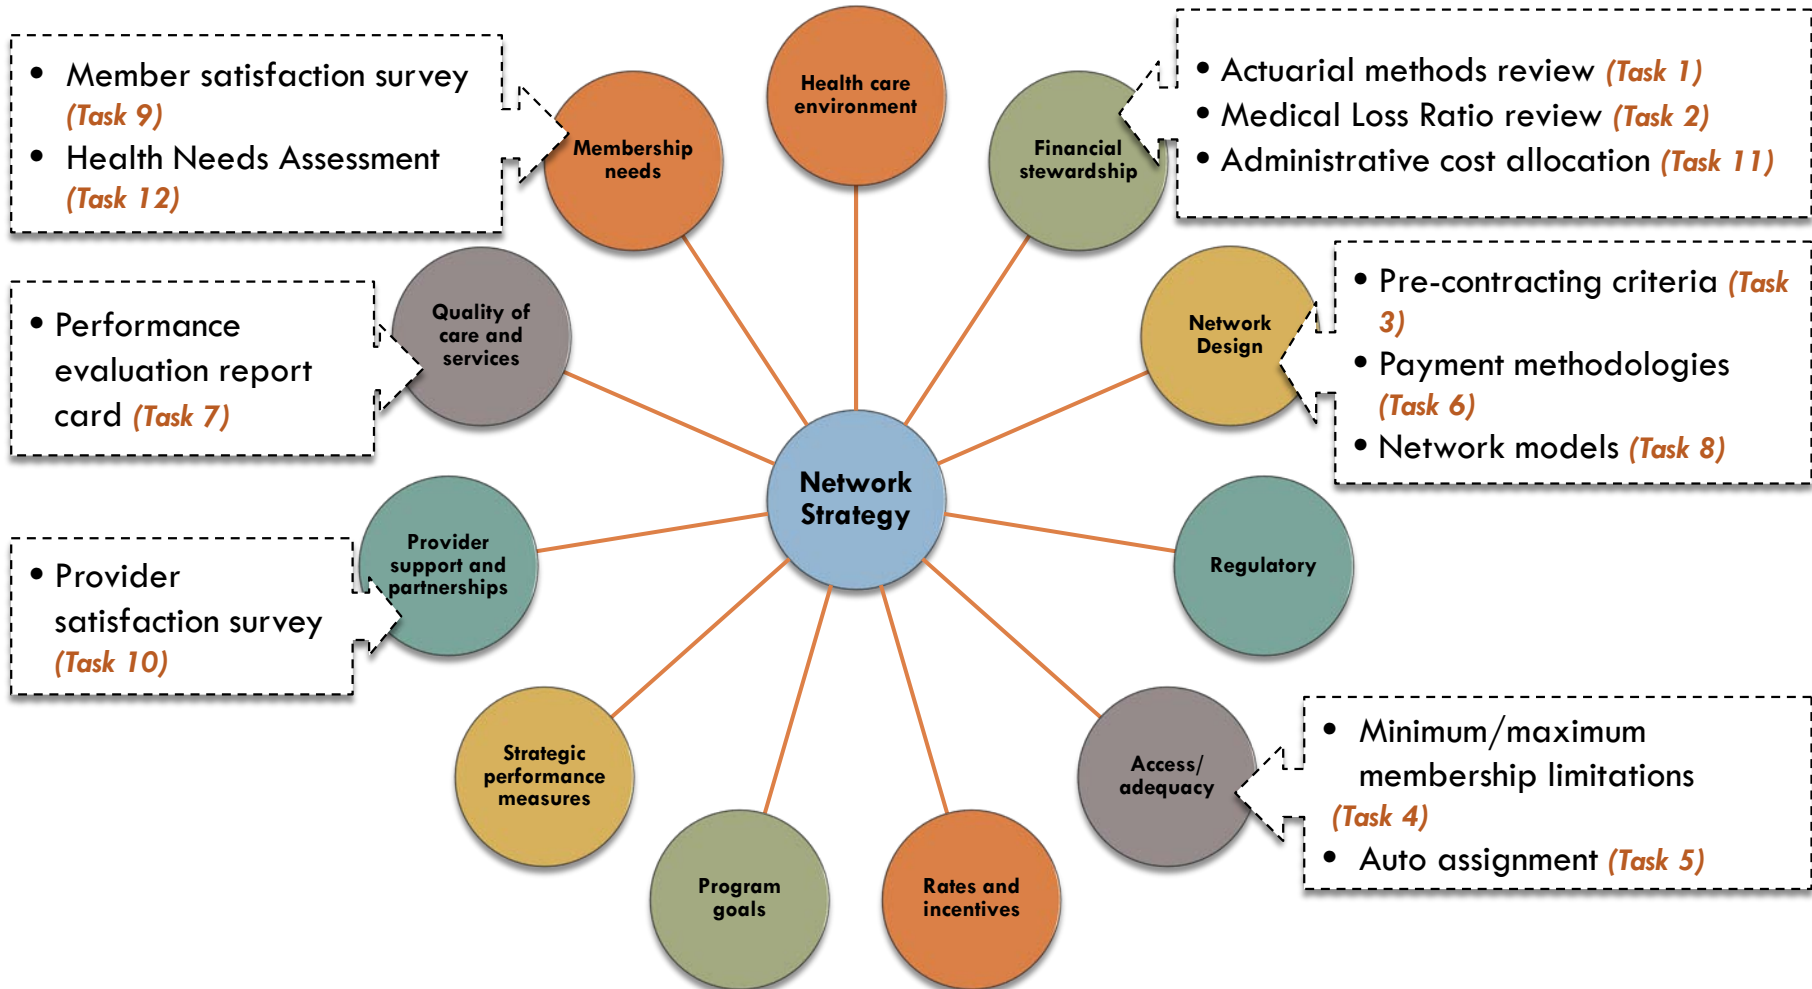 • Member satisfaction survey
(Task 9)
• Health Needs Assessment
(Task 12)
Membership
needs
Health care
environment
Financial
stewardship
• Actuarial methods review (Task 1)
• Medical Loss Ratio review (Task 2)
• Administrative cost allocation (Task 11)
• Performance
evaluation report
card (Task 7)
Quality of
care and
services
Network
Design
• Pre-contracting criteria (Task
3)
• Payment methodologies
(Task 6)
• Network models (Task 8)
Network
Strategy
• Provider
satisfaction survey
(Task 10)
Provider
support and
partnerships
Regulatory
Strategic
performance
measures
Program
goals
Rates and
incentives
Access/
adequacy
• Minimum/maximum
membership limitations
(Task 4)
• Auto assignment (Task 5)